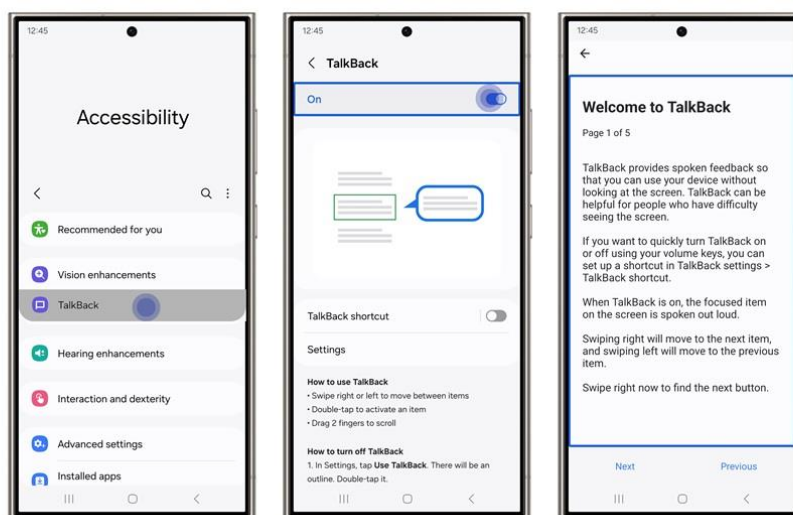 12:45
Accessibility
Recommended for you
Vision enhancements
TalkBack
Hearing enhancements
Interaction and dexterity
Advanced settings
Installed apps
12:45
TalkBack
On
TalkBack shortcut
Settings
How to use TalkBack
• Swipe right or left to move between items
• Double-tap to activate an item
• Drag 2 fingers to scroll
How to turn off TalkBack
1. In Settings, tap Use TalkBack. There will be an
outline. Double-tap it.
12:45
Welcome to TalkBack
Page 1 of 5
TalkBack provides spoken feedback so
that you can use your device without
looking at the screen. TalkBack can be
helpful for people who have difficulty
seeing the screen.
If you want to quickly turn TalkBack on
or off using your volume keys, you can
set up a shortcut in TalkBack settings >
TalkBack shortcut.
When TalkBack is on, the focused item
on the screen is spoken out loud.
Swiping right will move to the next item,
and swiping left will move to the previous
item.
Swipe right now to find the next button.
Next Previous